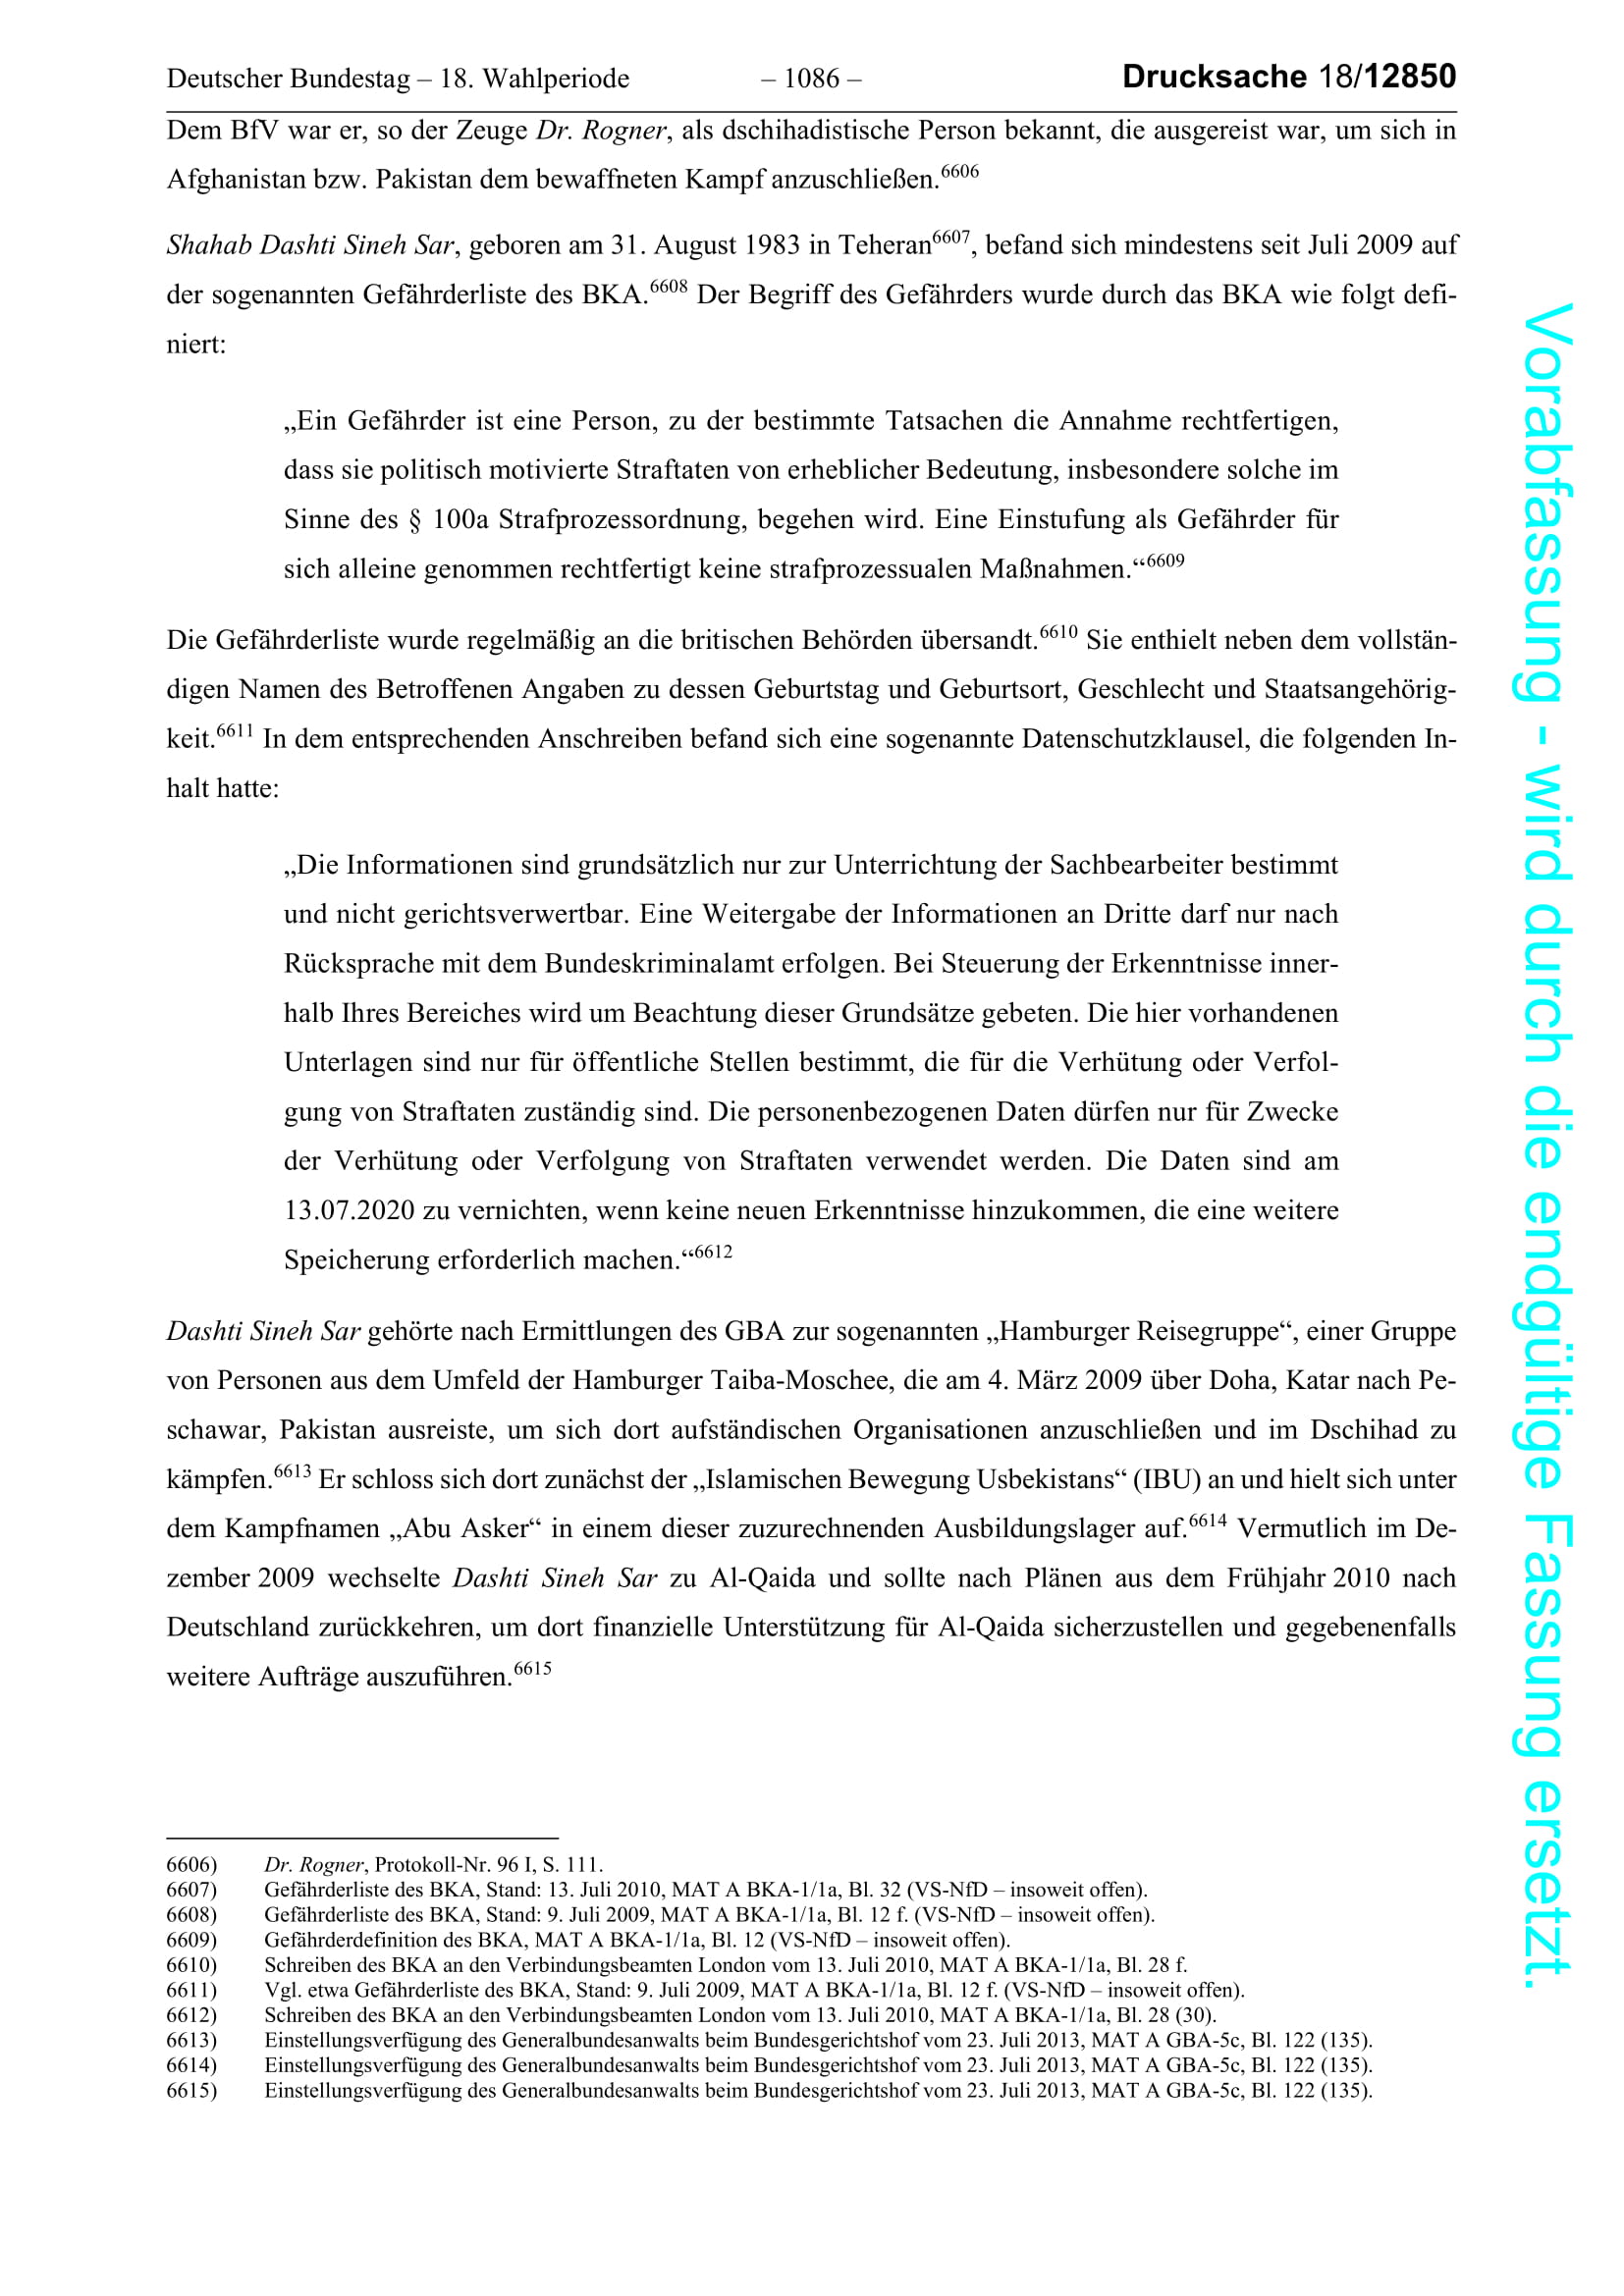 Deutscher Bundestag – 18. Wahlperiode – 1086 – Drucksache 18/12850
Dem BfV war er, so der Zeuge Dr. Rogner, als dschihadistische Person bekannt, die ausgereist war, um sich in
Afghanistan bzw. Pakistan dem bewaffneten Kampf anzuschließen.6606
Shahab Dashti Sineh Sar, geboren am 31. August 1983 in Teheran6607, befand sich mindestens seit Juli 2009 auf
der sogenannten Gefährderliste des BKA.6608 Der Begriff des Gefährders wurde durch das BKA wie folgt defi-
niert:
„Ein Gefährder ist eine Person, zu der bestimmte Tatsachen die Annahme rechtfertigen,
dass sie politisch motivierte Straftaten von erheblicher Bedeutung, insbesondere solche im
Sinne des § 100a Strafprozessordnung, begehen wird. Eine Einstufung als Gefährder für
sich alleine genommen rechtfertigt keine strafprozessualen Maßnahmen.“6609
Die Gefährderliste wurde regelmäßig an die britischen Behörden übersandt.6610 Sie enthielt neben dem vollstän-
digen Namen des Betroffenen Angaben zu dessen Geburtstag und Geburtsort, Geschlecht und Staatsangehörig-
keit.6611 In dem entsprechenden Anschreiben befand sich eine sogenannte Datenschutzklausel, die folgenden In-
halt hatte:
„Die Informationen sind grundsätzlich nur zur Unterrichtung der Sachbearbeiter bestimmt
und nicht gerichtsverwertbar. Eine Weitergabe der Informationen an Dritte darf nur nach
Rücksprache mit dem Bundeskriminalamt erfolgen. Bei Steuerung der Erkenntnisse inner-
halb Ihres Bereiches wird um Beachtung dieser Grundsätze gebeten. Die hier vorhandenen
Unterlagen sind nur für öffentliche Stellen bestimmt, die für die Verhütung oder Verfol-
gung von Straftaten zuständig sind. Die personenbezogenen Daten dürfen nur für Zwecke
der Verhütung oder Verfolgung von Straftaten verwendet werden. Die Daten sind am
13.07.2020 zu vernichten, wenn keine neuen Erkenntnisse hinzukommen, die eine weitere
Speicherung erforderlich machen.“6612
Dashti Sineh Sar gehörte nach Ermittlungen des GBA zur sogenannten „Hamburger Reisegruppe“, einer Gruppe
von Personen aus dem Umfeld der Hamburger Taiba-Moschee, die am 4. März 2009 über Doha, Katar nach Pe-
schawar, Pakistan ausreiste, um sich dort aufständischen Organisationen anzuschließen und im Dschihad zu
kämpfen.6613 Er schloss sich dort zunächst der „Islamischen Bewegung Usbekistans“ (IBU) an und hielt sich unter
dem Kampfnamen „Abu Asker“ in einem dieser zuzurechnenden Ausbildungslager auf.6614 Vermutlich im De-
zember 2009 wechselte Dashti Sineh Sar zu Al-Qaida und sollte nach Plänen aus dem Frühjahr 2010 nach
Deutschland zurückkehren, um dort finanzielle Unterstützung für Al-Qaida sicherzustellen und gegebenenfalls
weitere Aufträge auszuführen.6615
6606) Dr. Rogner, Protokoll-Nr. 96 I, S. 111.
6607) Gefährderliste des BKA, Stand: 13. Juli 2010, MAT A BKA-1/1a, Bl. 32 (VS-NfD – insoweit offen).
6608) Gefährderliste des BKA, Stand: 9. Juli 2009, MAT A BKA-1/1a, Bl. 12 f. (VS-NfD – insoweit offen).
6609) Gefährderdefinition des BKA, MAT A BKA-1/1a, Bl. 12 (VS-NfD – insoweit offen).
6610) Schreiben des BKA an den Verbindungsbeamten London vom 13. Juli 2010, MAT A BKA-1/1a, Bl. 28 f.
6611) Vgl. etwa Gefährderliste des BKA, Stand: 9. Juli 2009, MAT A BKA-1/1a, Bl. 12 f. (VS-NfD – insoweit offen).
6612) Schreiben des BKA an den Verbindungsbeamten London vom 13. Juli 2010, MAT A BKA-1/1a, Bl. 28 (30).
6613) Einstellungsverfügung des Generalbundesanwalts beim Bundesgerichtshof vom 23. Juli 2013, MAT A GBA-5c, Bl. 122 (135).
6614) Einstellungsverfügung des Generalbundesanwalts beim Bundesgerichtshof vom 23. Juli 2013, MAT A GBA-5c, Bl. 122 (135).
6615) Einstellungsverfügung des Generalbundesanwalts beim Bundesgerichtshof vom 23. Juli 2013, MAT A GBA-5c, Bl. 122 (135).
Vorabfassung - wird durch die endgültige Fassung ersetzt.